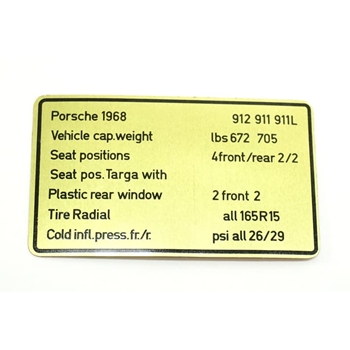 Porsche 1968 912 911 911L
Vehicle cap.weight lbs 672 705
Seat positions 4front/rear 2/2
Seat pos.Targa with
Plastic rear window 2 front 2
Tire Radial all 165R15
Cold infl.press.fr./r. psi all 26/29